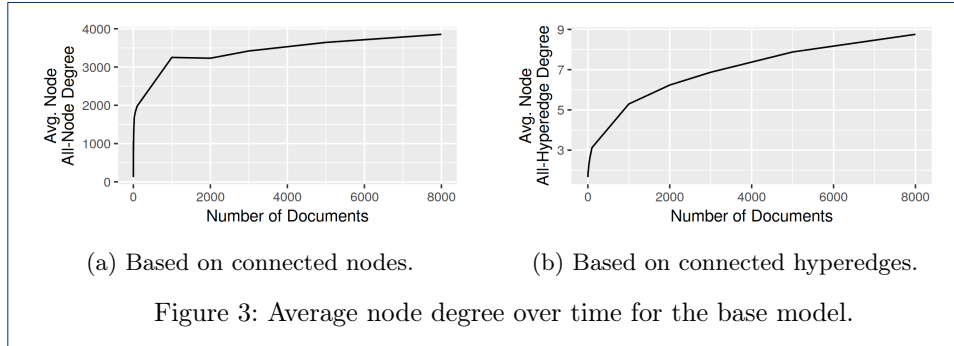 4000
3000
2000
1000
0
Avg. Node
All-Node Degree
0 2000 4000 6000 8000
Number of Documents
(a) Based on connected nodes.
9
7
5
3
Avg. Node
All-Hyperedge Degree
0 2000 4000 6000 8000
Number of Documents
(b) Based on connected hyperedges.
Figure 3: Average node degree over time for the base model.